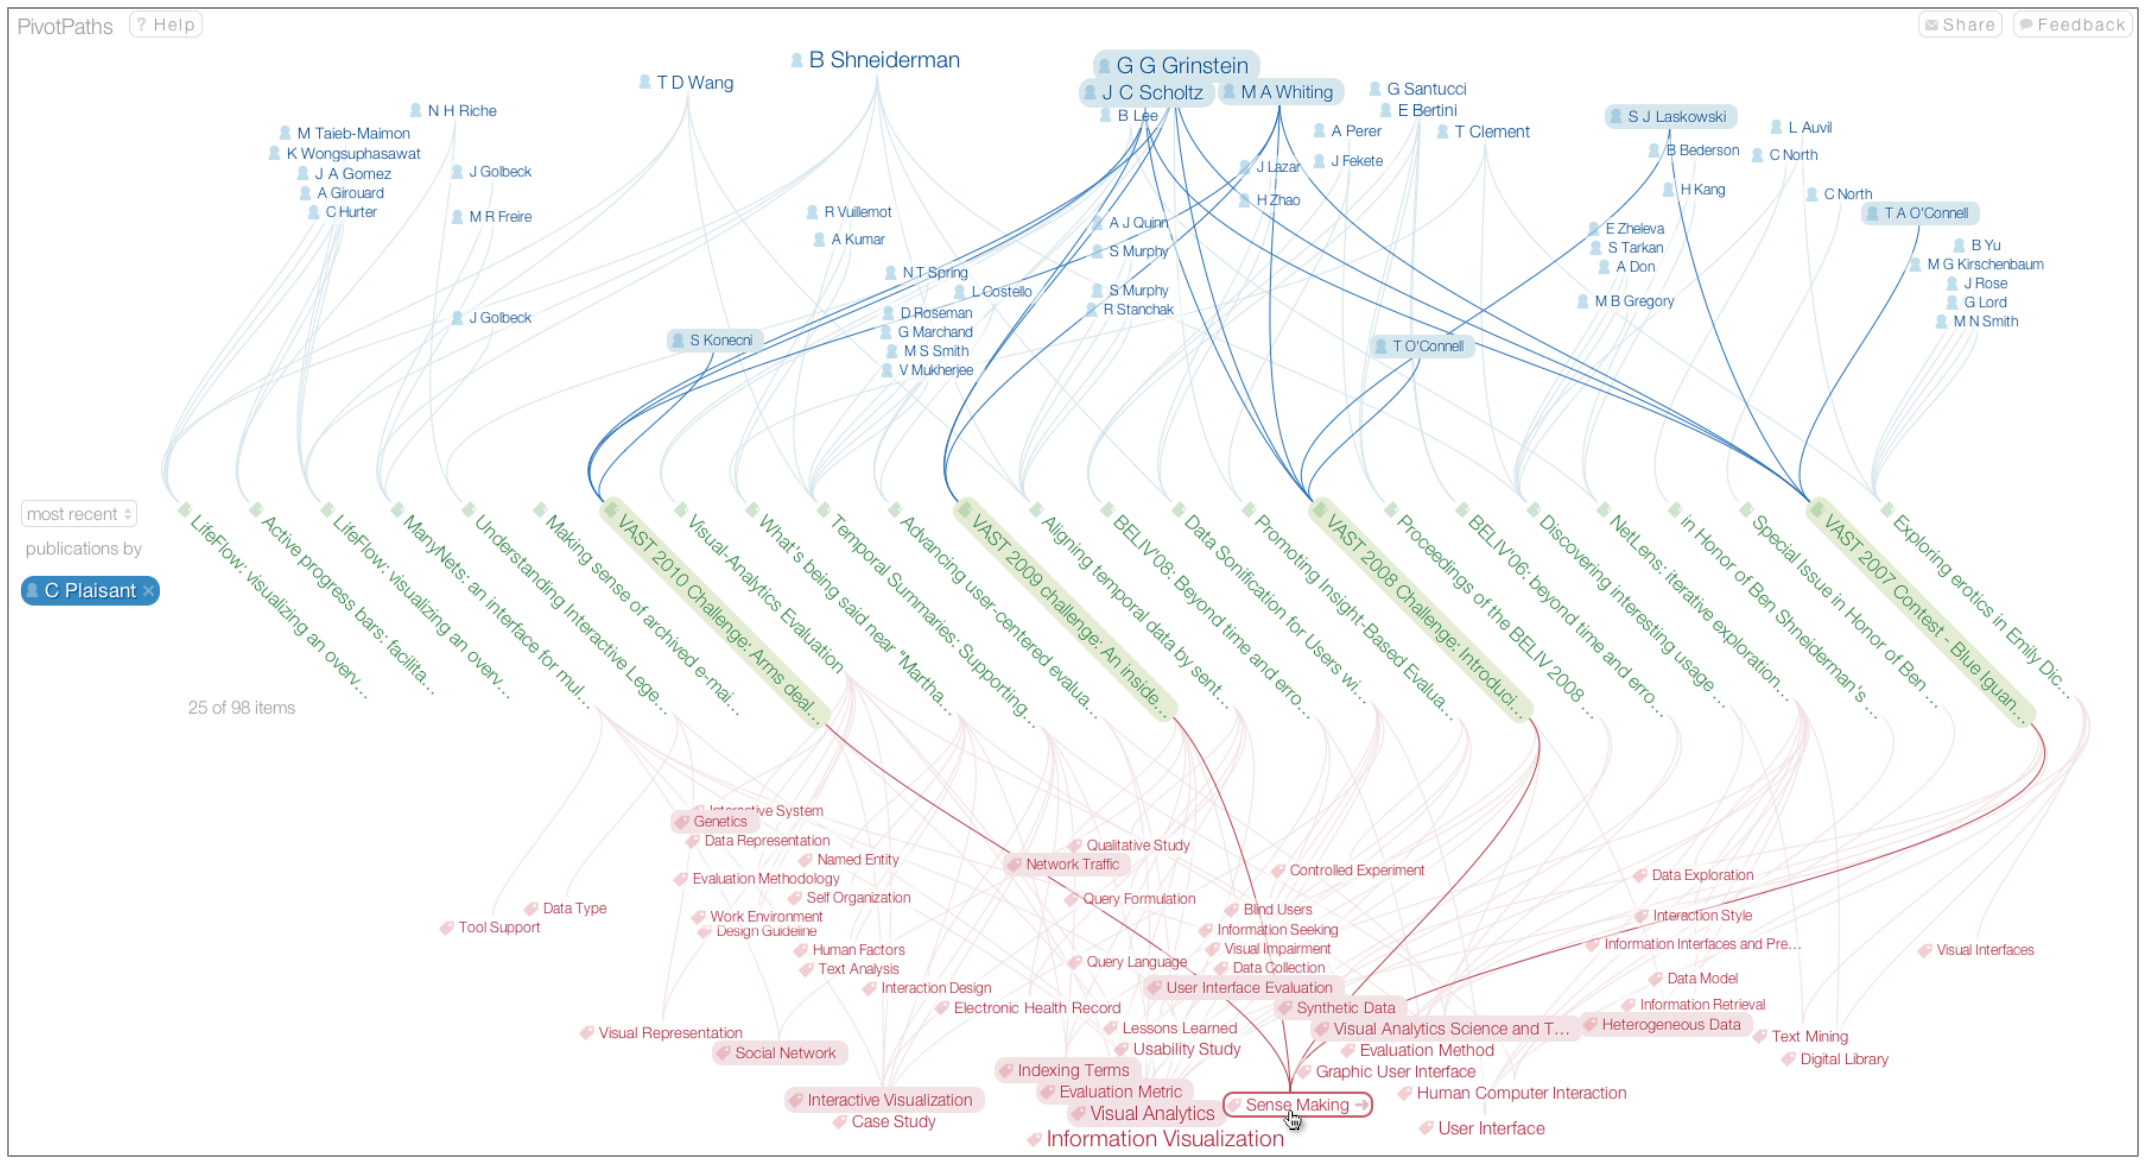 PivotPaths
? Help
Share
Feedback
B Shneiderman
T D Wang
G G Grinstein
J C Scholtz
M A Whiting
G Santucci
E Bertini
N H Riche
B Lee
S J Laskowski
M Taieb-Maimon
A Perer
T Clement
L Auvil
K Wongsuphasawat
J Fekete
B Bederson
C North
J A Gomez
J Golbeck
J Lazar
A Girouard
H Kang
C North
C Hurter
M R Freire
R Vuillemot
H Zhao
T A O'Connell
A Kumar
A J Quinn
E Zheleva
S Murphy
S Tarkan
B Yu
N T Spring
A Don
M G Kirschenbaum
L Costello
S Murphy
J Rose
J Golbeck
D Roseman
R Stanchak
M B Gregory
G Lord
S Konecni
G Marchand
T O'Connell
M N Smith
M S Smith
V Mukherjee
most recent
publications by
C Plaisant ×
25 of 98 items
LifeFlow: visualizing an overv...
Active progress bars: facilita...
LifeFlow: visualizing an overv...
ManyNets: an interface for mul...
Understanding Interactive Lege...
Making sense of archived e-mai...
VAST 2010 Challenge: Arms deal...
Visual-Analytics Evaluation
What's being said near "Martha...
Temporal Summaries: Supporting...
Advancing user-centered evalua...
VAST 2009 challenge: An inside...
Aligning temporal data by sent...
BELIV'08: Beyond time and erro...
Data Sonification for Users wi...
Promoting Insight-Based Evalua...
VAST 2008 Challenge: Introduci...
Proceedings of the BELIV 2008 ...
BELIV'06: beyond time and erro...
Discovering interesting usage ...
NetLens: iterative exploration...
in Honor of Ben Shneiderman's ...
Special Issue in Honor of Ben ...
VAST 2007 Contest - Blue Iguan...
Exploring erotics in Emily Dic...
Interactive System
Genetics
Data Representation
Qualitative Study
Named Entity
Network Traffic
Controlled Experiment
Evaluation Methodology
Data Exploration
Self Organization
Query Formulation
Data Type
Work Environment
Blind Users
Interaction Style
Tool Support
Design Guideline
Information Seeking
Human Factors
Visual Impairment
Information Interfaces and Pre...
Visual Interfaces
Text Analysis
Query Language
Data Collection
Data Model
Interaction Design
User Interface Evaluation
Electronic Health Record
Synthetic Data
Information Retrieval
Visual Representation
Lessons Learned
Visual Analytics Science and T...
Heterogeneous Data
Text Mining
Social Network
Usability Study
Evaluation Method
Digital Library
Indexing Terms
Graphic User Interface
Interactive Visualization
Evaluation Metric
Human Computer Interaction
Case Study
Visual Analytics
Sense Making
User Interface
Information Visualization